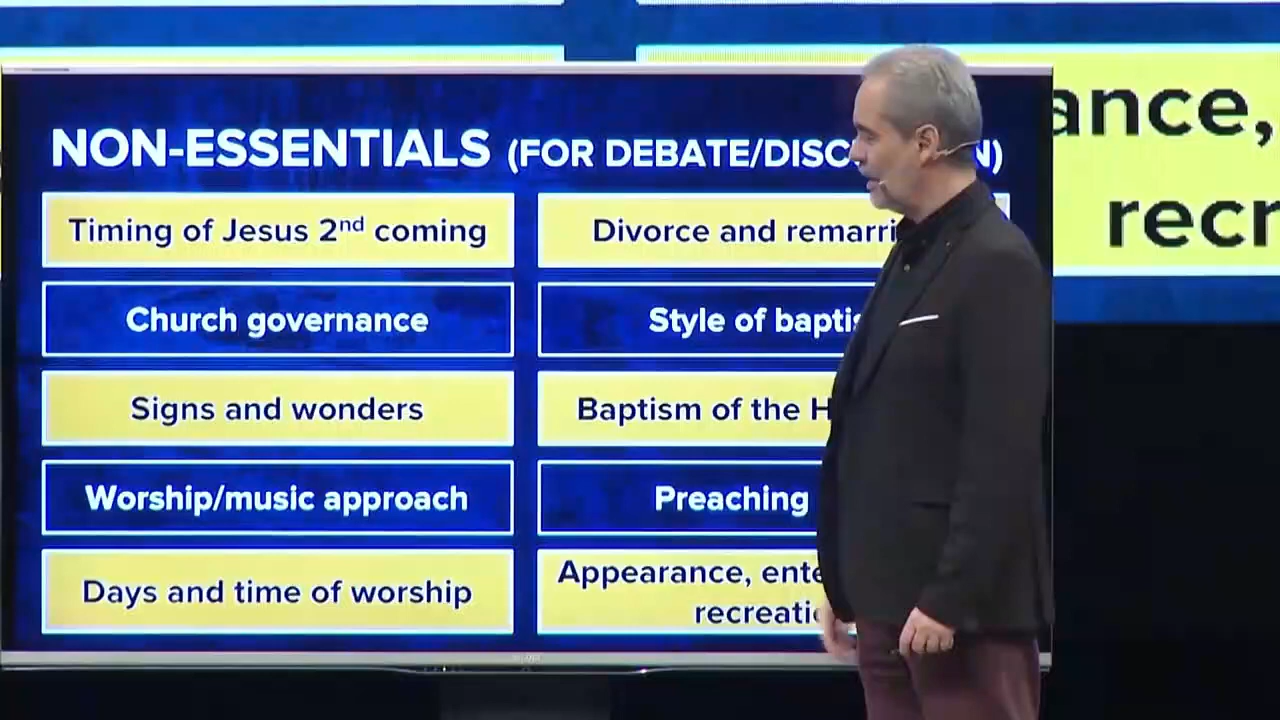 NON-ESSENTIALS (FOR DEBATE/DISC N)
Timing of Jesus 2nd coming
Divorce and remarri
Church governance
Style of baptis
Signs and wonders
Baptism of the H
Worship/music approach
Preaching
Days and time of worship
Appearance, ente
recreatio
ance,
recr